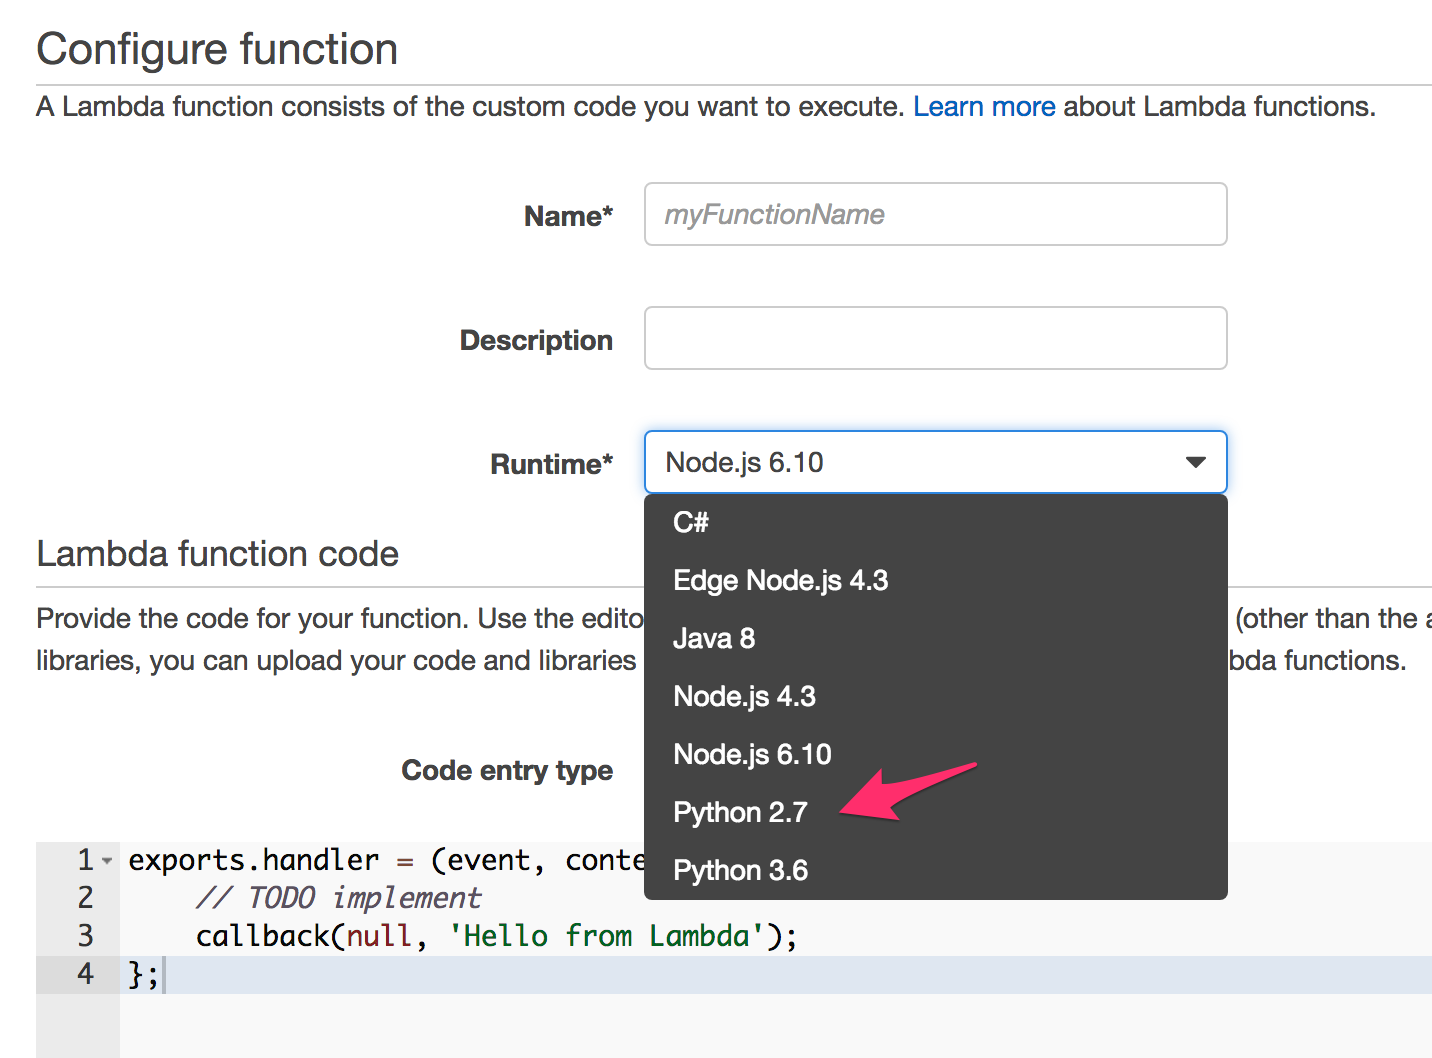 Configure function
A Lambda function consists of the custom code you want to execute. Learn more about Lambda functions.
Name*
myFunctionName
Description
Runtime*
Node.js 6.10
C#
Edge Node.js 4.3
Java 8
Node.js 4.3
Node.js 6.10
Python 2.7
Python 3.6
Lambda function code
Provide the code for your function. Use the edito (other than the a
libraries, you can upload your code and libraries bda functions.
Code entry type
1 exports.handler = (event, conte
2 // TODO implement
3 callback(null, 'Hello from Lambda');
4 };